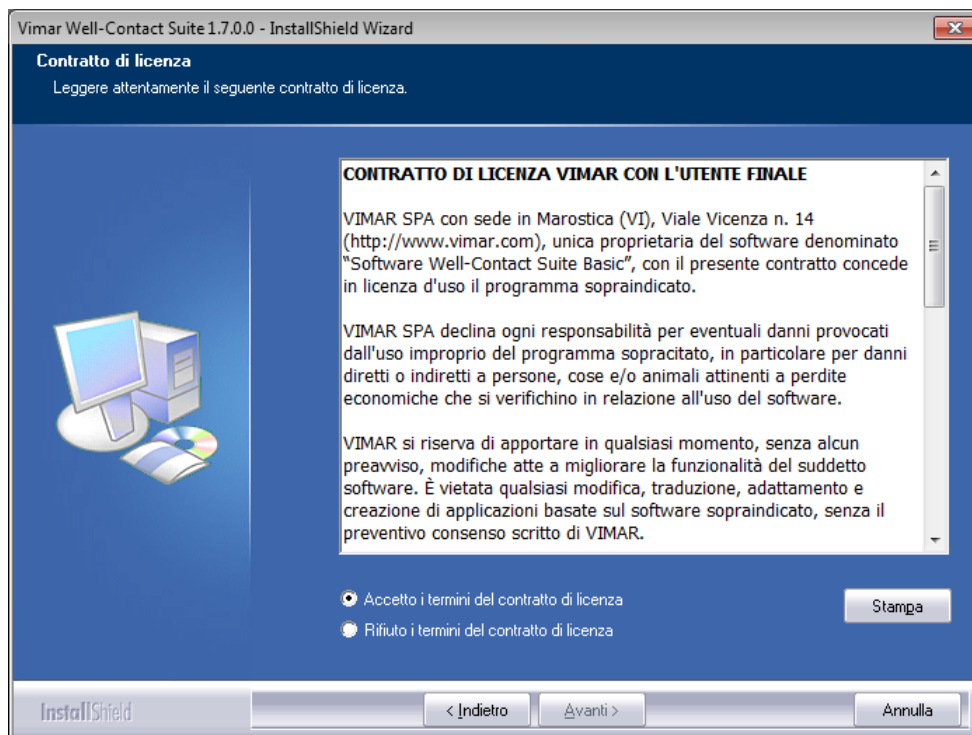 Vimar Well-Contact Suite 1.7.0.0 - InstallShield Wizard
Contratto di licenza
Leggere attentamente il seguente contratto di licenza.
CONTRATTO DI LICENZA VIMAR CON L'UTENTE FINALE
VIMAR SPA con sede in Marostica (VI), Viale Vicenza n. 14
(http://www.vimar.com), unica proprietaria del software denominato
“Software Well-Contact Suite Basic”, con il presente contratto concede
in licenza d'uso il programma sopraindicato.
VIMAR SPA declina ogni responsabilità per eventuali danni provocati
dall'uso improprio del programma sopracitato, in particolare per danni
diretti o indiretti a persone, cose e/o animali attinenti a perdite
economiche che si verifichino in relazione all'uso del software.
VIMAR si riserva di apportare in qualsiasi momento, senza alcun
preavviso, modifiche atte a migliorare la funzionalità del suddetto
software. È vietata qualsiasi modifica, traduzione, adattamento e
creazione di applicazioni basate sul software sopraindicato, senza il
preventivo consenso scritto di VIMAR.
Accetto i termini del contratto di licenza
Rifiuto i termini del contratto di licenza
Stampa
InstallShield
< Indietro
Avanti >
Annulla